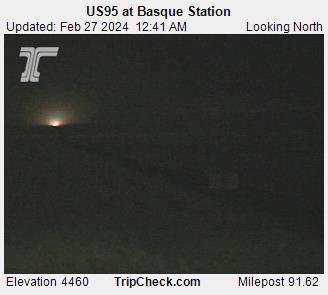 US95 at Basque Station
Updated: Feb 27 2024 12:41 AM Looking North
Elevation 4460 TripCheck.com Milepost 91.62